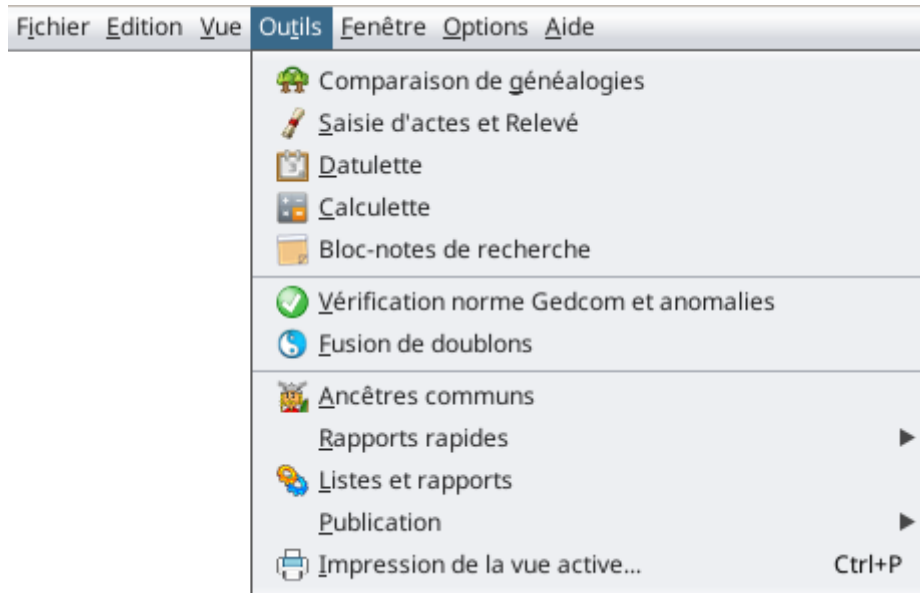 Fichier Edition Vue Outils Fenêtre Options Aide
Comparaison de généalogies
Saisie d'actes et Relevé
Datulette
Calculette
Bloc-notes de recherche
Vérification norme Gedcom et anomalies
Fusion de doublons
Ancêtres communs
Rapports rapides
Listes et rapports
Publication
Impression de la vue active... Ctrl+P